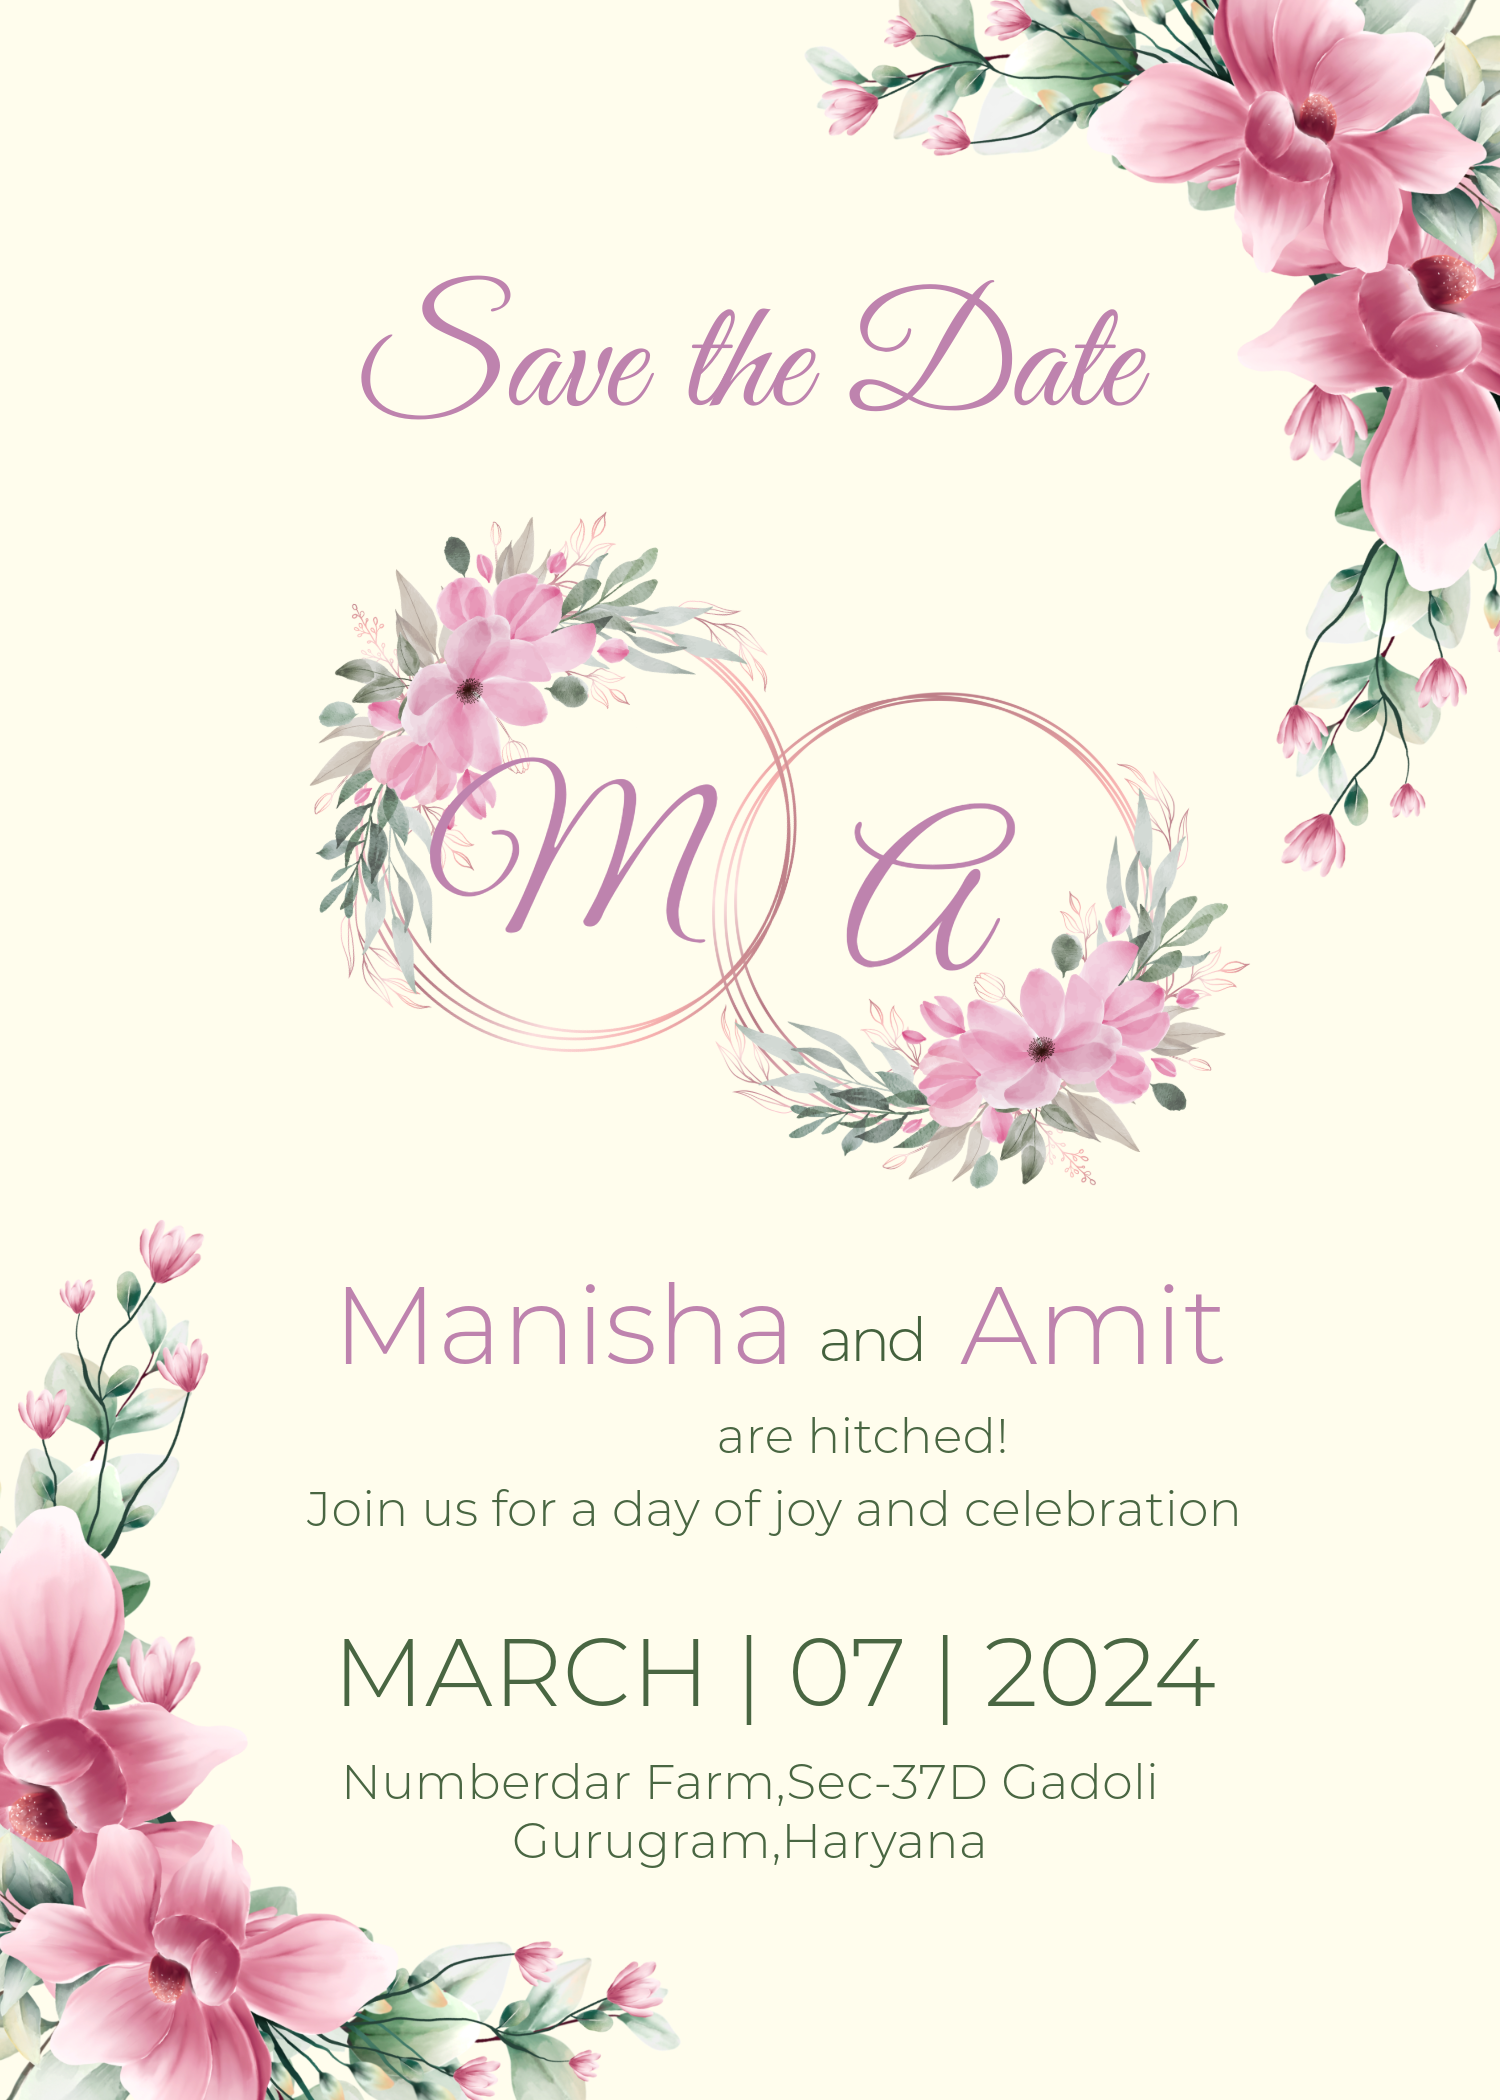 Save the Date
M A
Manisha and Amit
are hitched!
Join us for a day of joy and celebration
MARCH | 07 | 2024
Numberdar Farm,Sec-37D Gadoli
Gurugram,Haryana